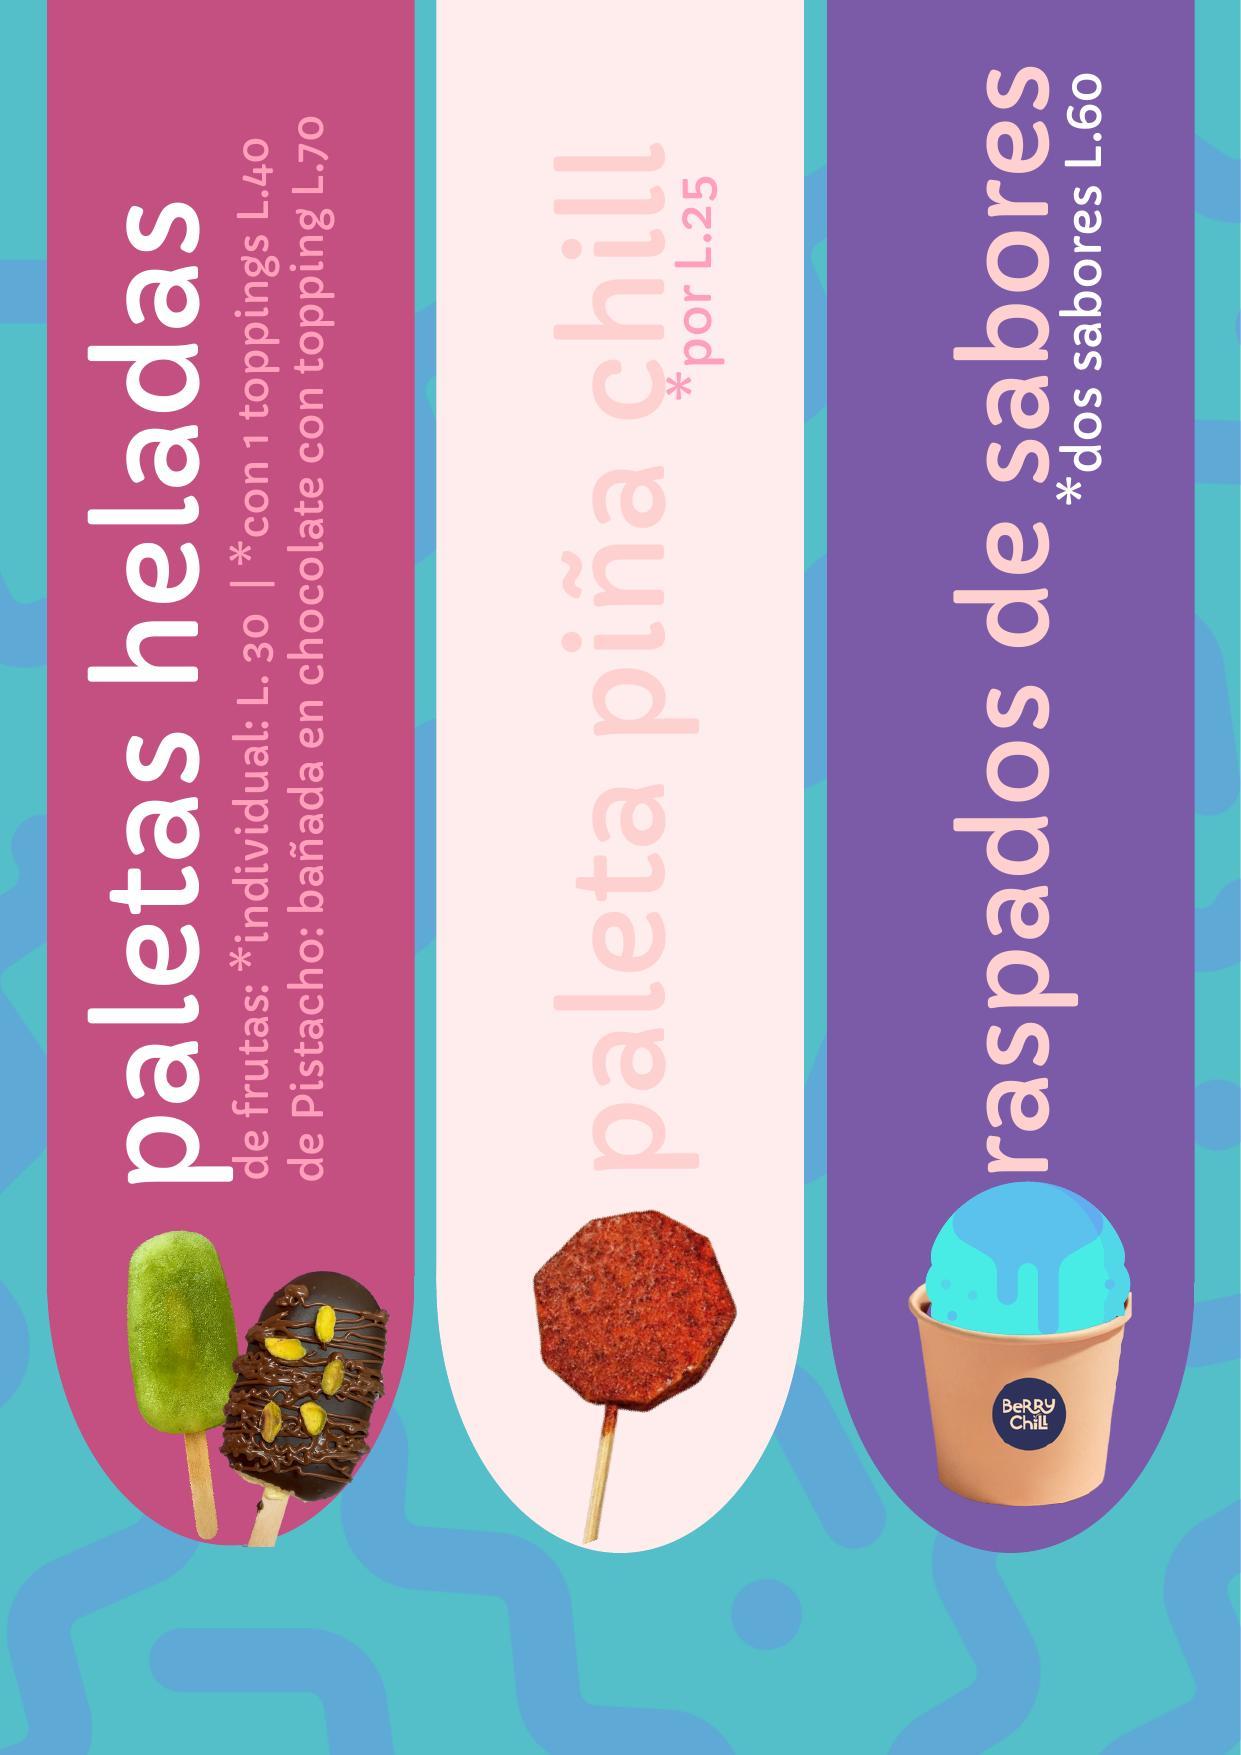 paletas heladas
de frutas: *individual: L. 30 | *con 1 toppings L.40
de Pistacho: bañada en chocolate con topping L.70
paleta piña chill
*por L.25
raspados de sabores
*dos sabores L.60
BeRRY
ChiLL